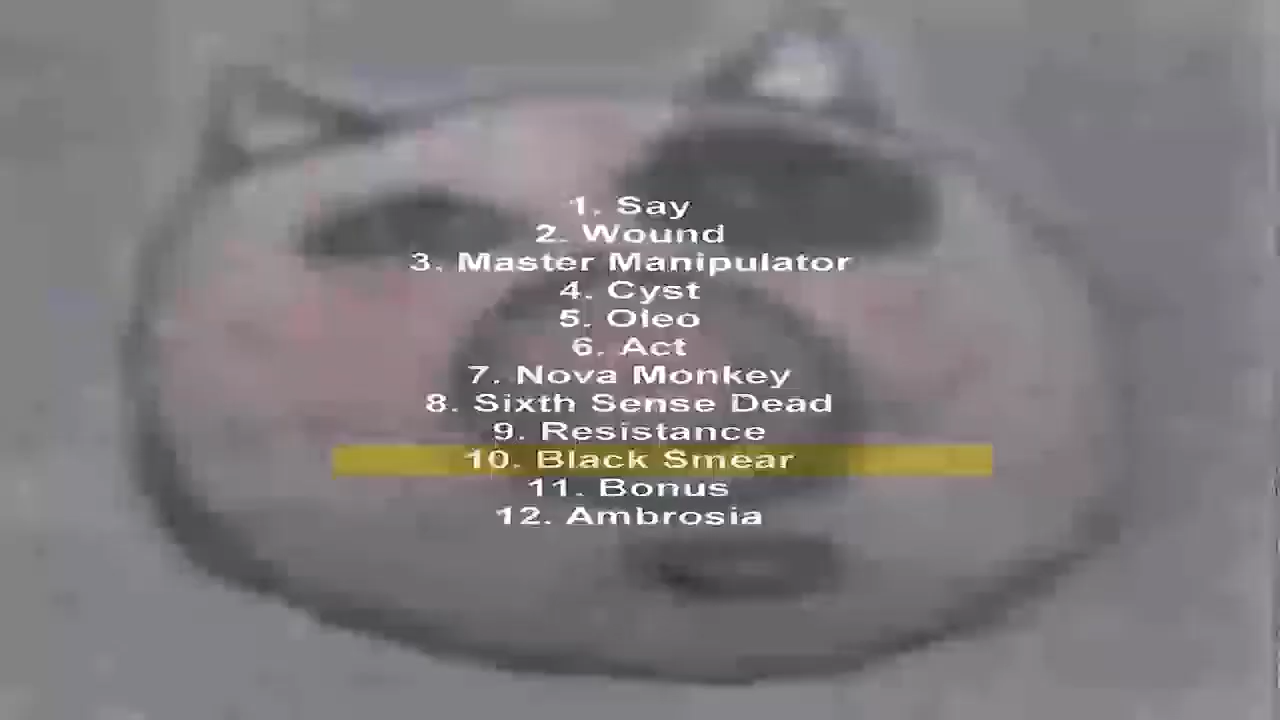 1. Say
2. Wound
3. Master Manipulator
4. Cyst
5. Oleo
6. Act
7. Nova Monkey
8. Sixth Sense Dead
9. Resistance
10. Black Smear
11. Bonus
12. Ambrosia